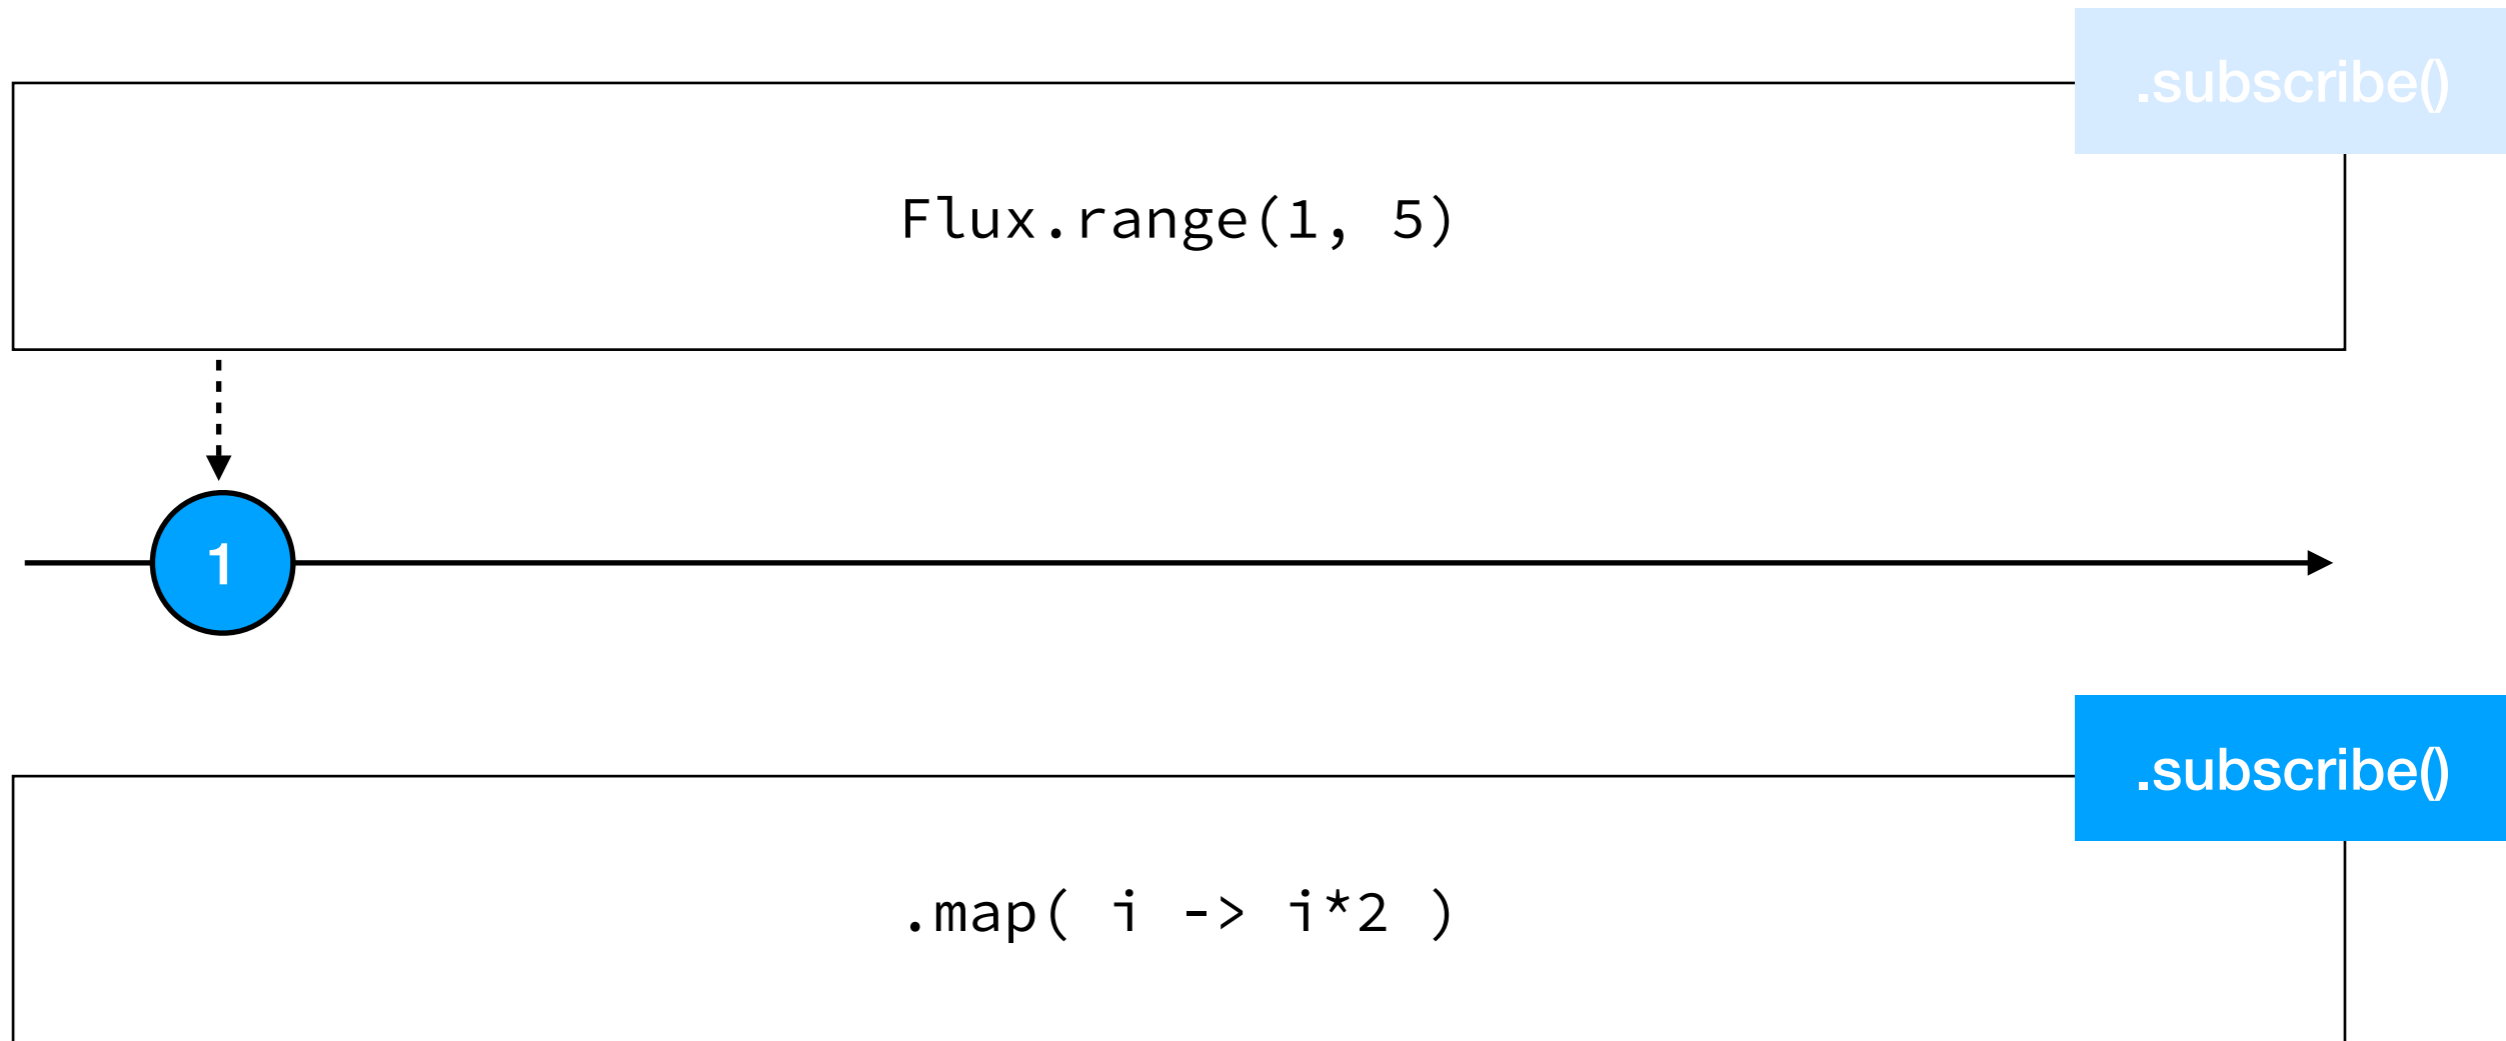 .subscribe()
Flux.range(1, 5)
1
.subscribe()
.map( i -> i*2 )